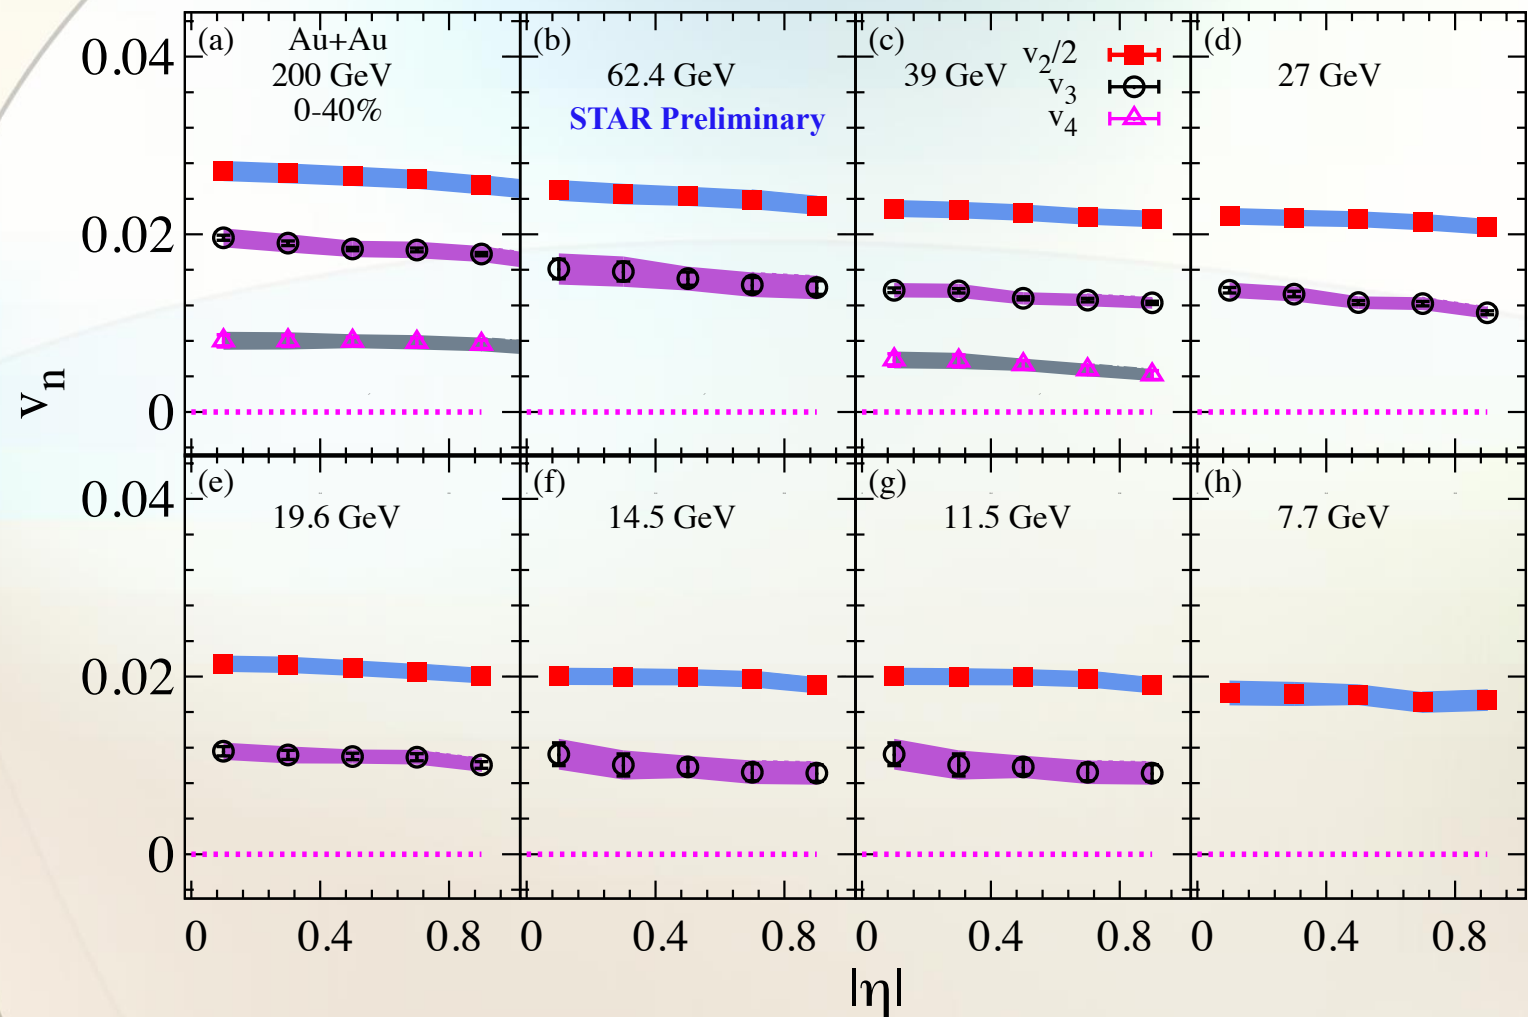 (a) Au+Au
200 GeV
0-40%
(b)
62.4 GeV
STAR Preliminary
(c)
39 GeV
v2/2
v3
v4
(d)
27 GeV
0.04
0.02
0
vn
(e)
19.6 GeV
(f)
14.5 GeV
(g)
11.5 GeV
(h)
7.7 GeV
0.04
0.02
0
0 0.4 0.8 0 0.4 0.8 0 0.4 0.8 0 0.4 0.8
|η|